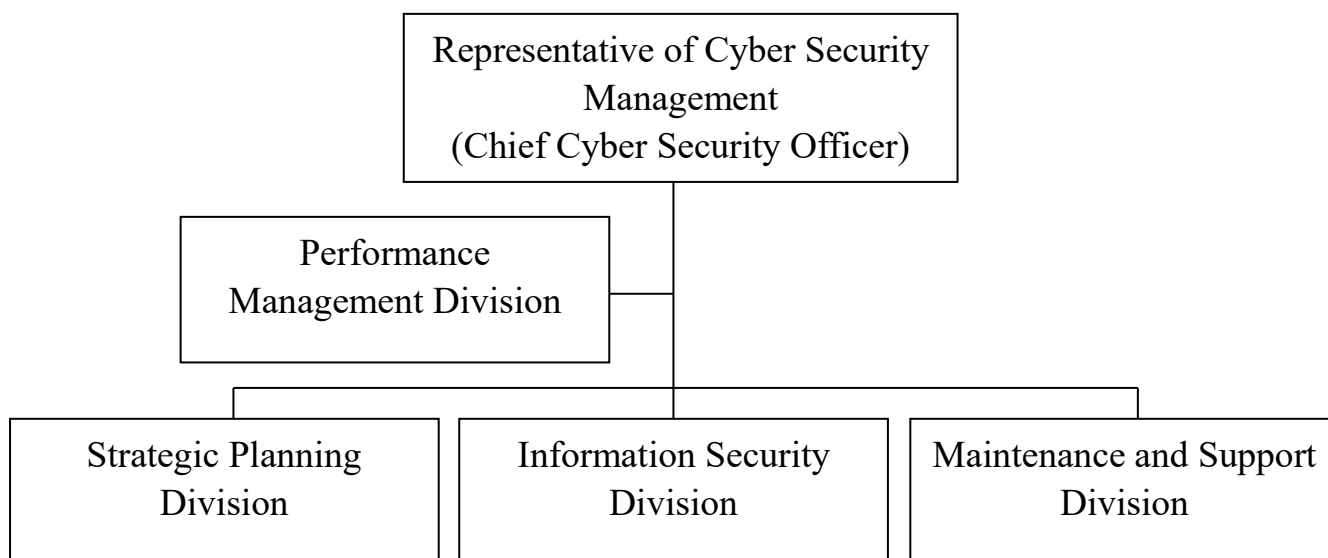 Representative of Cyber Security
Management
(Chief Cyber Security Officer)
Performance
Management Division
Strategic Planning
Division
Information Security
Division
Maintenance and Support
Division